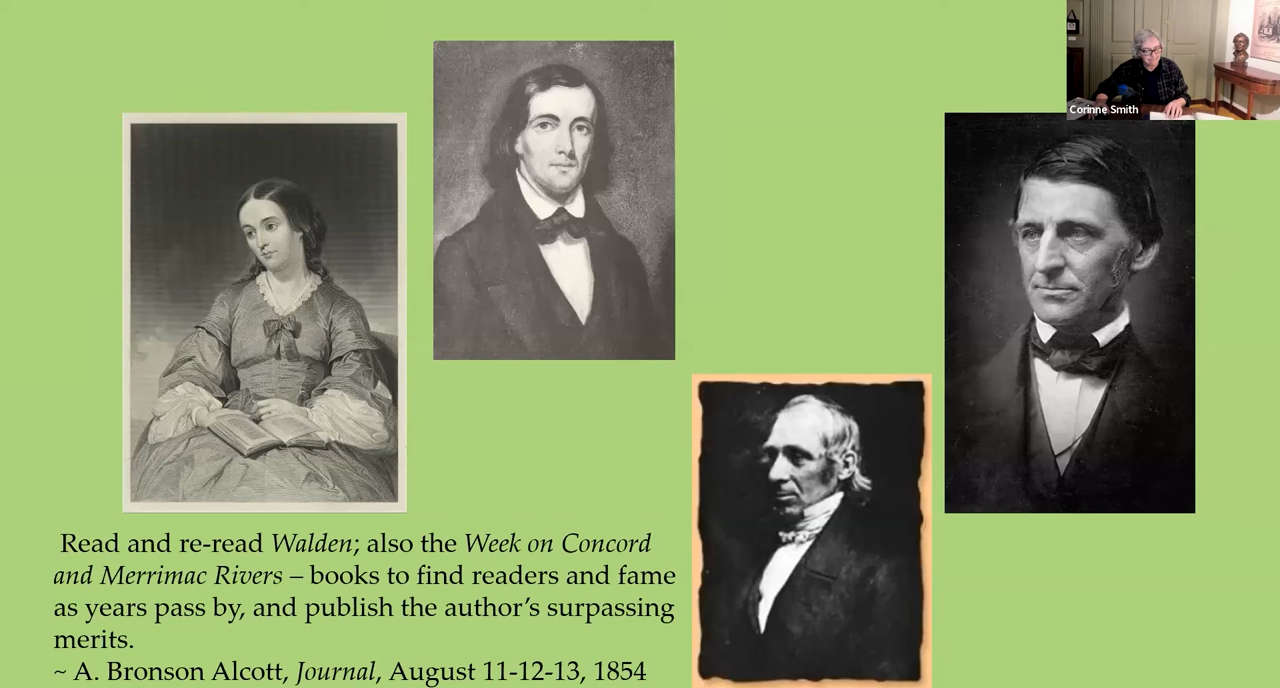 Corinne Smith
Read and re-read Walden; also the Week on Concord
and Merrimac Rivers – books to find readers and fame
as years pass by, and publish the author’s surpassing
merits.
~ A. Bronson Alcott, Journal, August 11-12-13, 1854